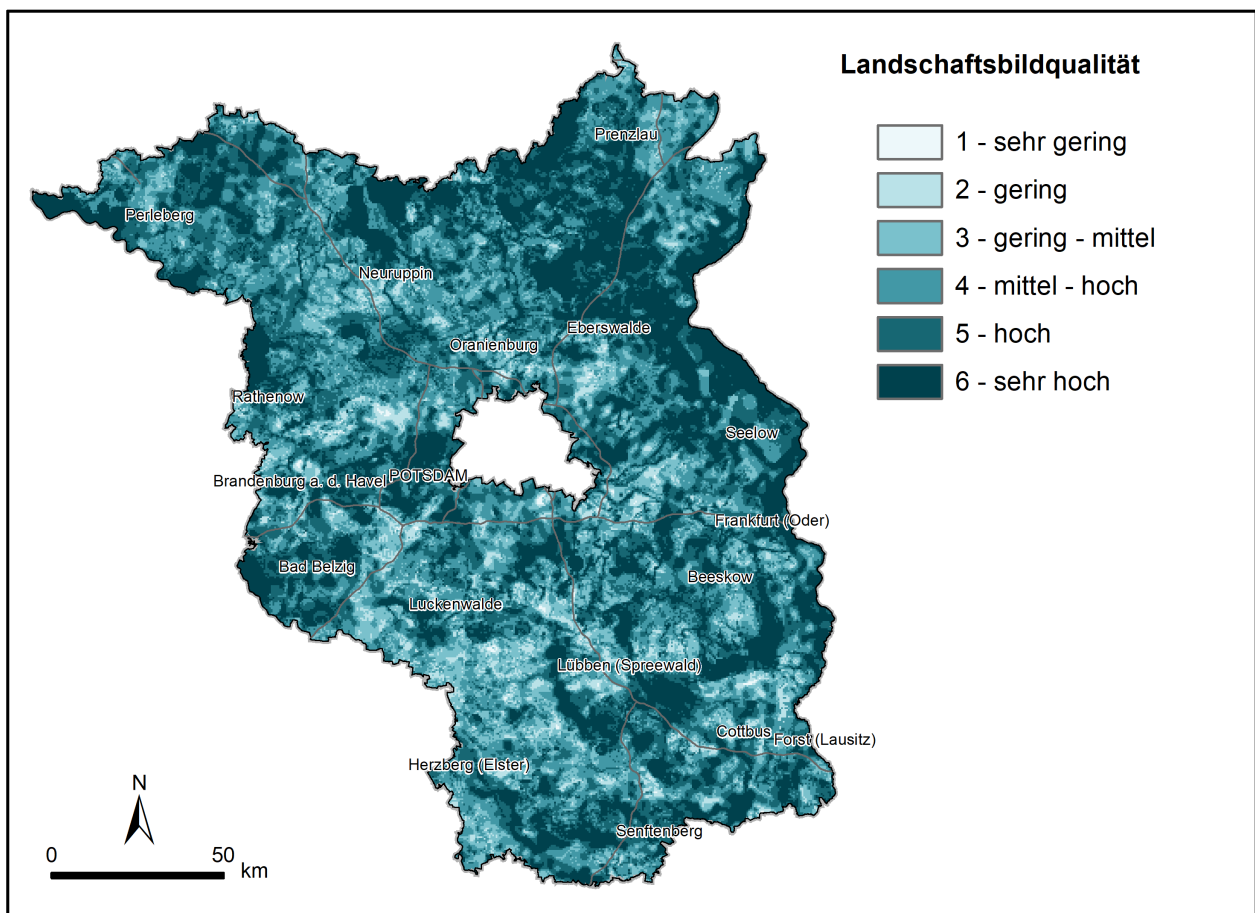 Landschaftsbildqualität
1 - sehr gering
2 - gering
3 - gering - mittel
4 - mittel - hoch
5 - hoch
6 - sehr hoch
Prenzlau
Perleberg
Neuruppin
Eberswalde
Oranienburg
Rathenow
Seelow
Brandenburg a. d. Havel
POTSDAM
Frankfurt (Oder)
Bad Belzig
Beeskow
Luckenwalde
Lübben (Spreewald)
Cottbus
Forst (Lausitz)
Herzberg (Elster)
Senftenberg
N
0 50
km